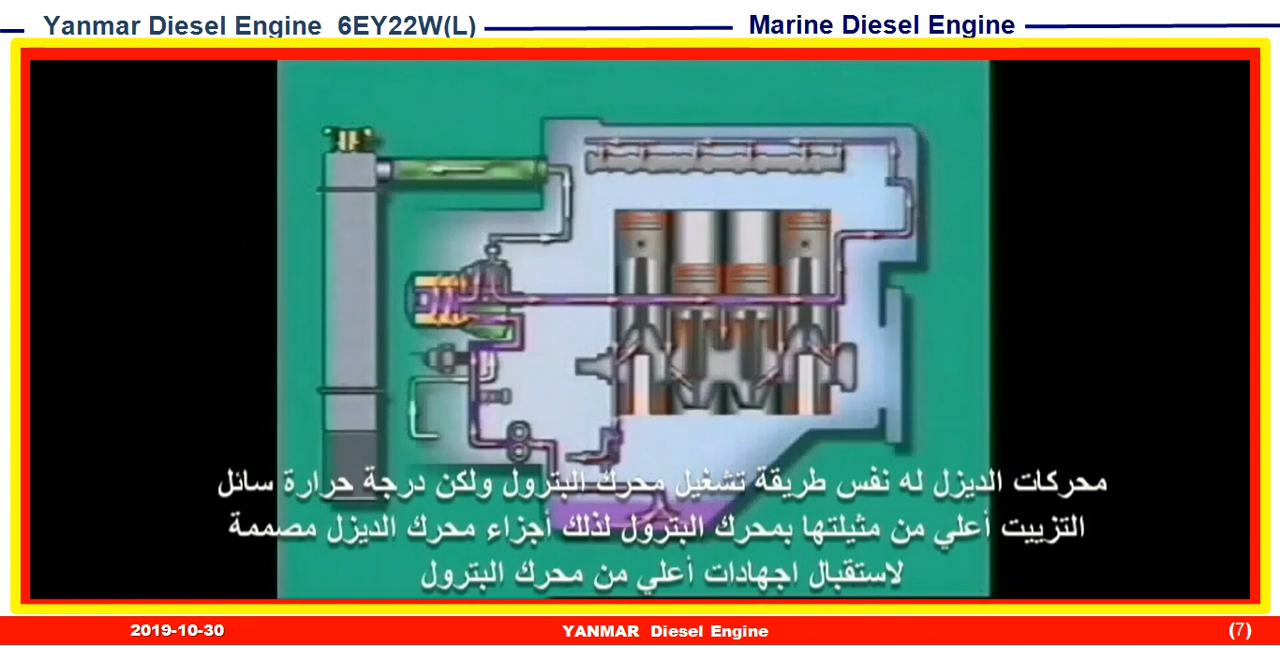 Yanmar Diesel Engine 6EY22W(L)
Marine Diesel Engine
محركات الديزل له نفس طريقة تشغيل محرك البترول ولكن درجة حرارة سائل
التزييت أعلي من مثيلتها بمحرك البترول لذلك أجزاء محرك الديزل مصممة
لاستقبال اجهادات أعلي من محرك البترول
2019-10-30
YANMAR Diesel Engine
(7)